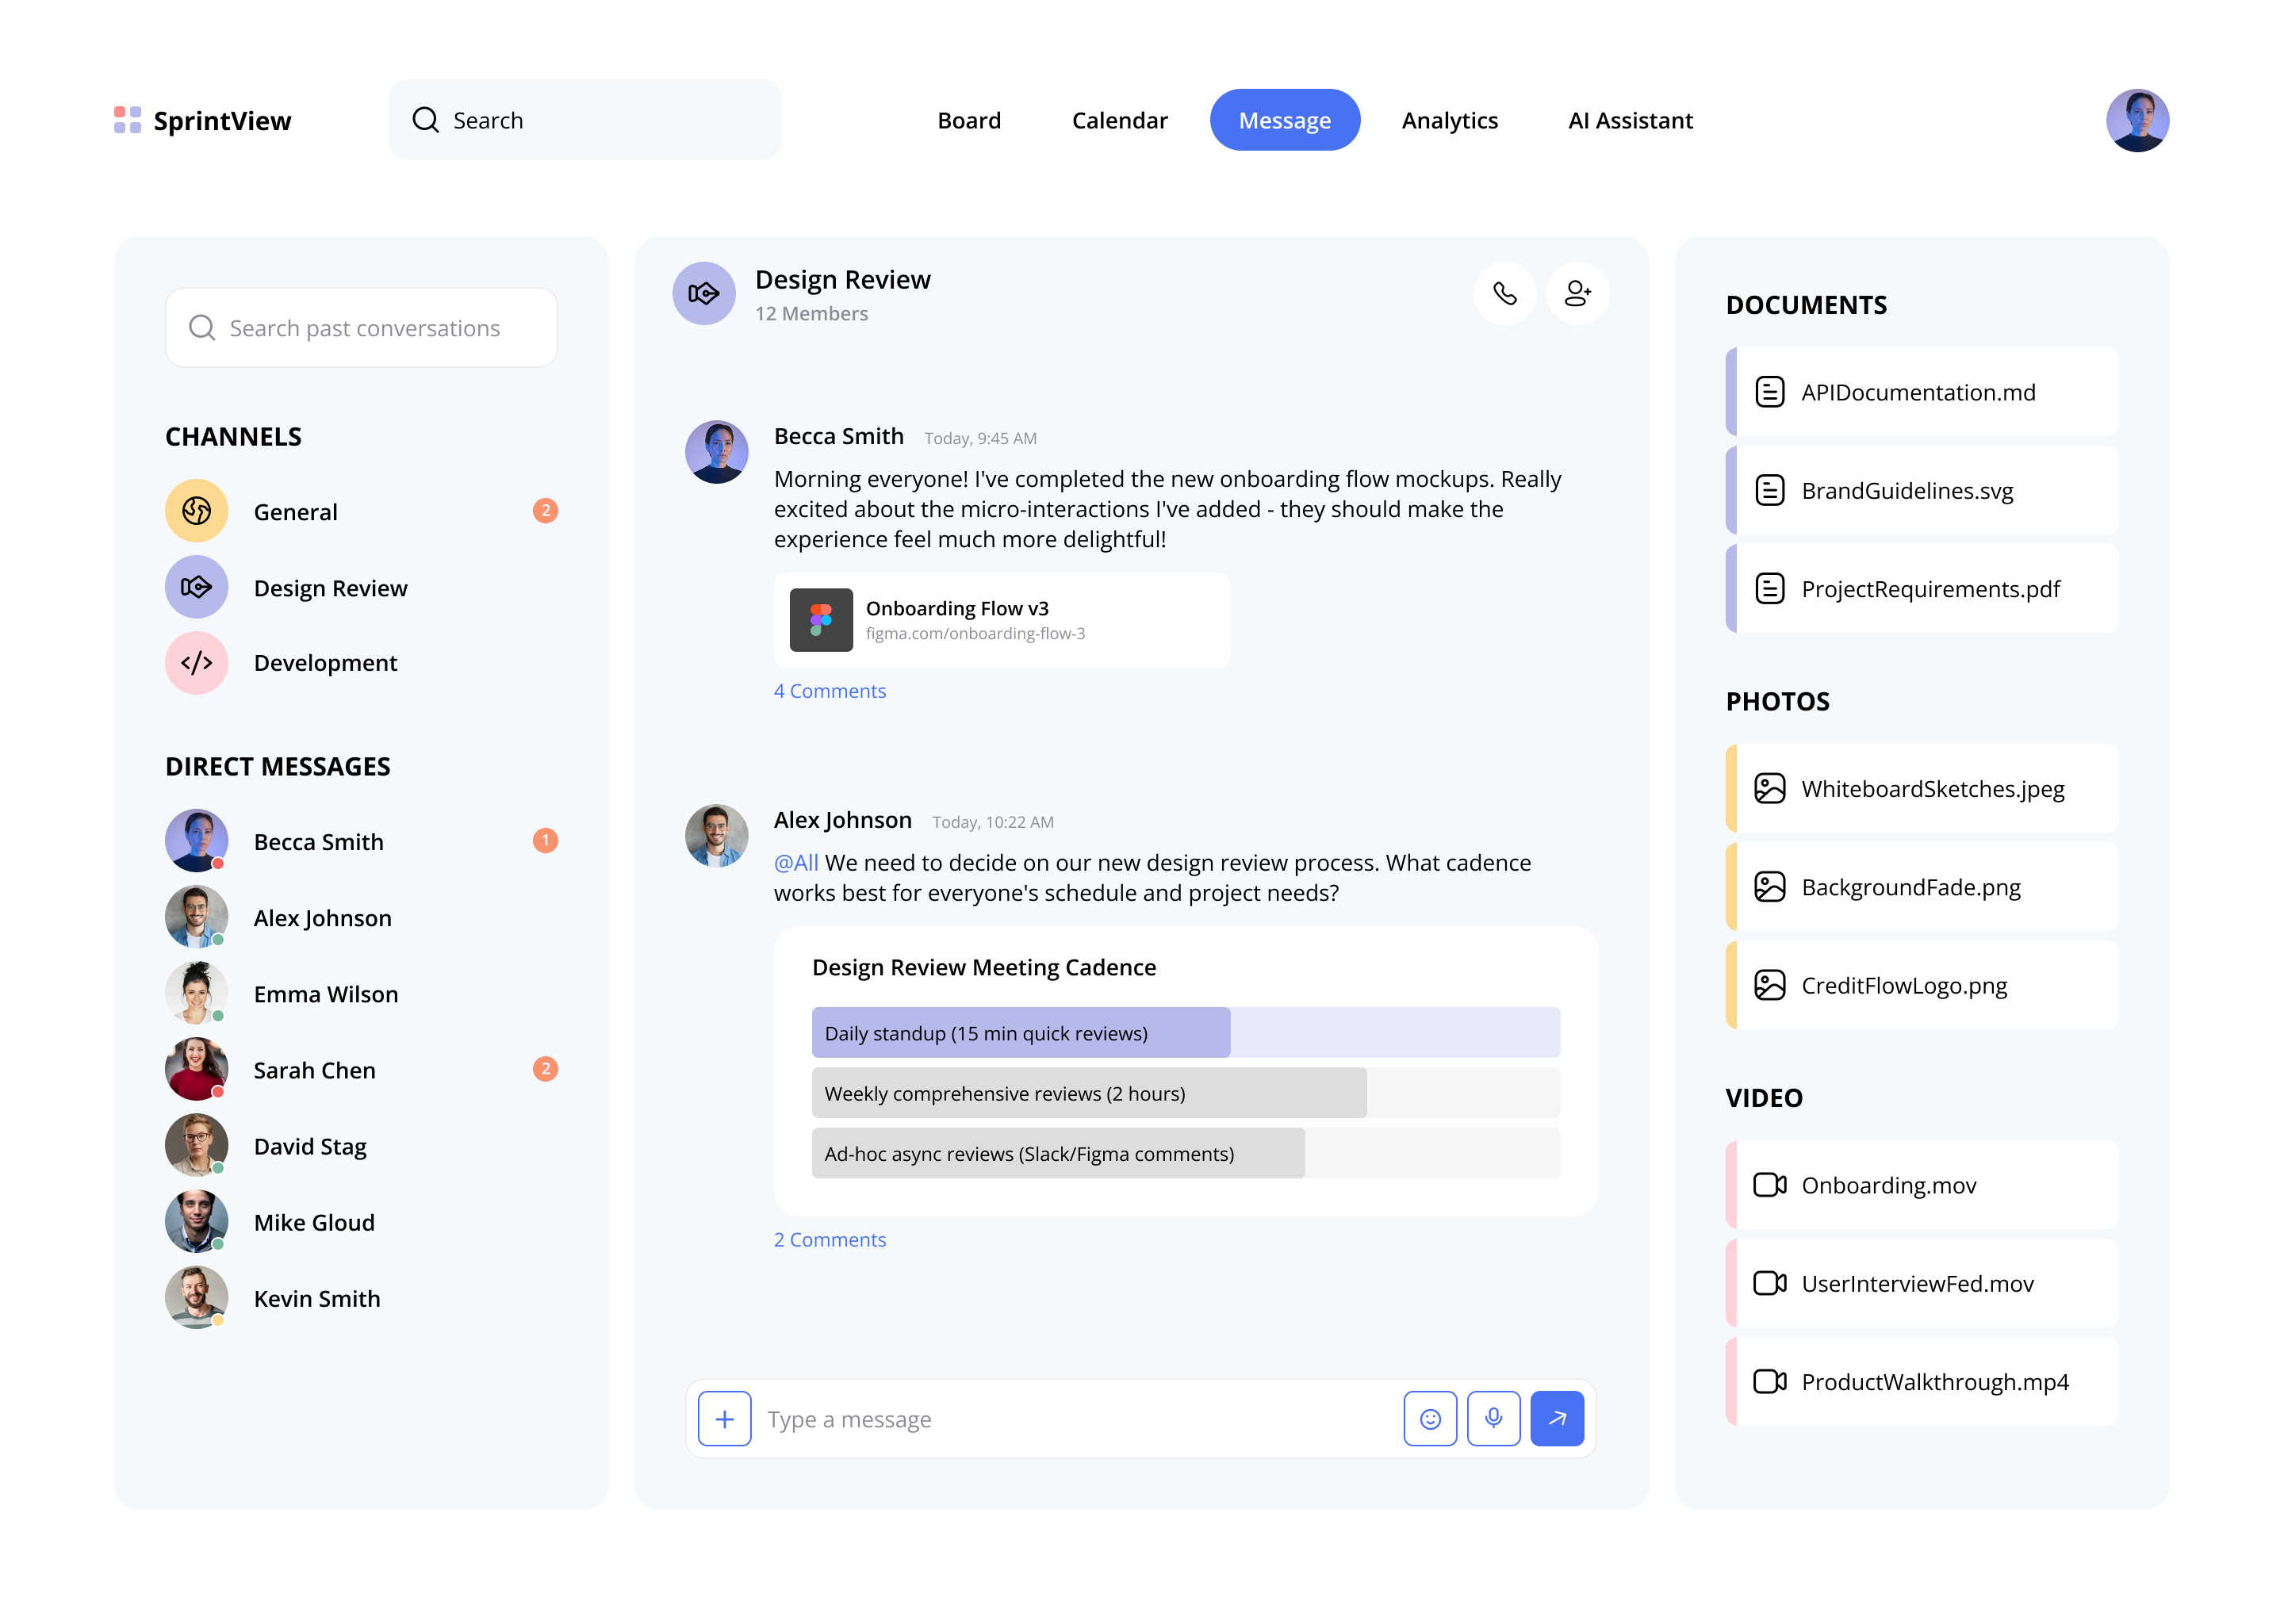 SprintView
Search
Board
Calendar
Message
Analytics
AI Assistant
Search past conversations
CHANNELS
General
2
Design Review
Development
DIRECT MESSAGES
Becca Smith
1
Alex Johnson
Emma Wilson
Sarah Chen
2
David Stag
Mike Gloud
Kevin Smith
Design Review
12 Members
Becca Smith
Today, 9:45 AM
Morning everyone! I've completed the new onboarding flow mockups. Really
excited about the micro-interactions I've added - they should make the
experience feel much more delightful!
Onboarding Flow v3
figma.com/onboarding-flow-3
4 Comments
Alex Johnson
Today, 10:22 AM
@All We need to decide on our new design review process. What cadence
works best for everyone's schedule and project needs?
Design Review Meeting Cadence
Daily standup (15 min quick reviews)
Weekly comprehensive reviews (2 hours)
Ad-hoc async reviews (Slack/Figma comments)
2 Comments
Type a message
DOCUMENTS
APIDocumentation.md
BrandGuidelines.svg
ProjectRequirements.pdf
PHOTOS
WhiteboardSketches.jpeg
BackgroundFade.png
CreditFlowLogo.png
VIDEO
Onboarding.mov
UserInterviewFed.mov
ProductWalkthrough.mp4